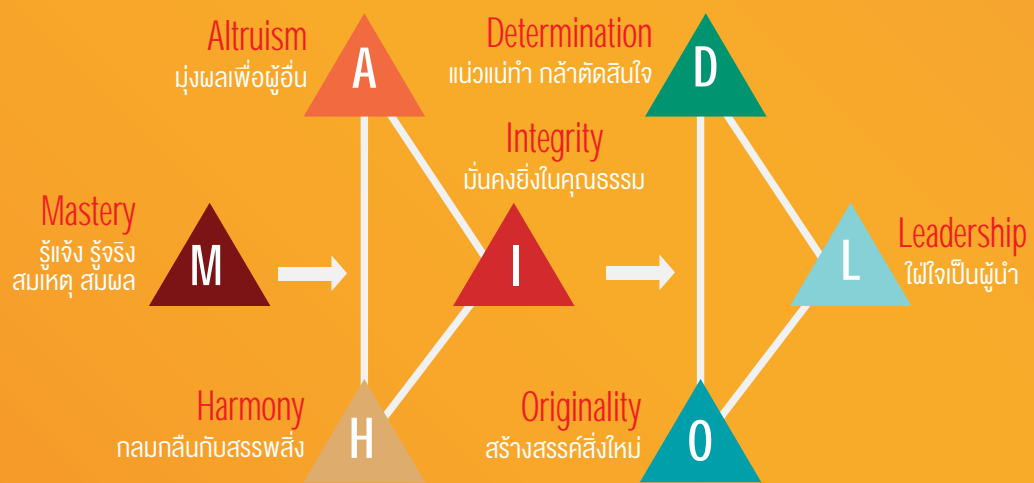 Altruism
มุ่งผลเพื่อผู้อื่น
A
Determination
แน่วแน่ทำ กล้าตัดสินใจ
D
Integrity
มั่นคงยิ่งในคุณธรรม
I
Mastery
รู้แจ้ง รู้จริง
สมเหตุ สมผล
M
Leadership
ใฝ่ใจเป็นผู้นำ
L
Harmony
กลมกลืนกับสรรพสิ่ง
H
Originality
สร้างสรรค์สิ่งใหม่
O